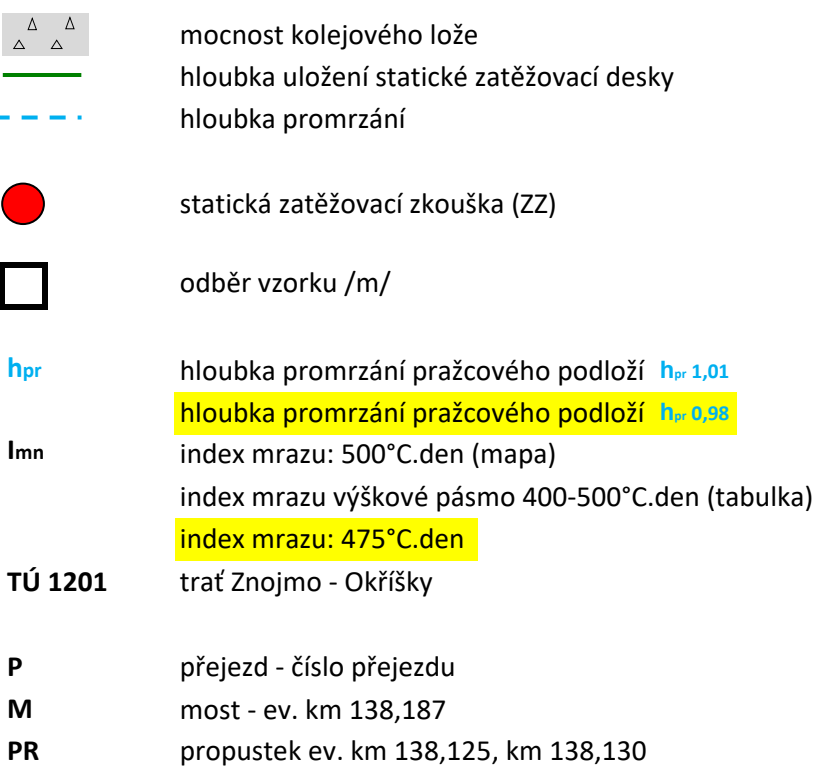 mocnost kolejového lože
hloubka uložení statické zatěžovací desky
hloubka promrzání
statická zatěžovací zkouška (ZZ)
odběr vzorku /m/
hpr hloubka promrzání pražcového podloží hpr 1,01
hloubka promrzání pražcového podloží hpr 0,98
Imn index mrazu: 500°C.den (mapa)
index mrazu výškové pásmo 400-500°C.den (tabulka)
index mrazu: 475°C.den
TÚ 1201 trať Znojmo - Okříšky
P přejezd - číslo přejezdu
M most - ev. km 138,187
PR propustek ev. km 138,125, km 138,130